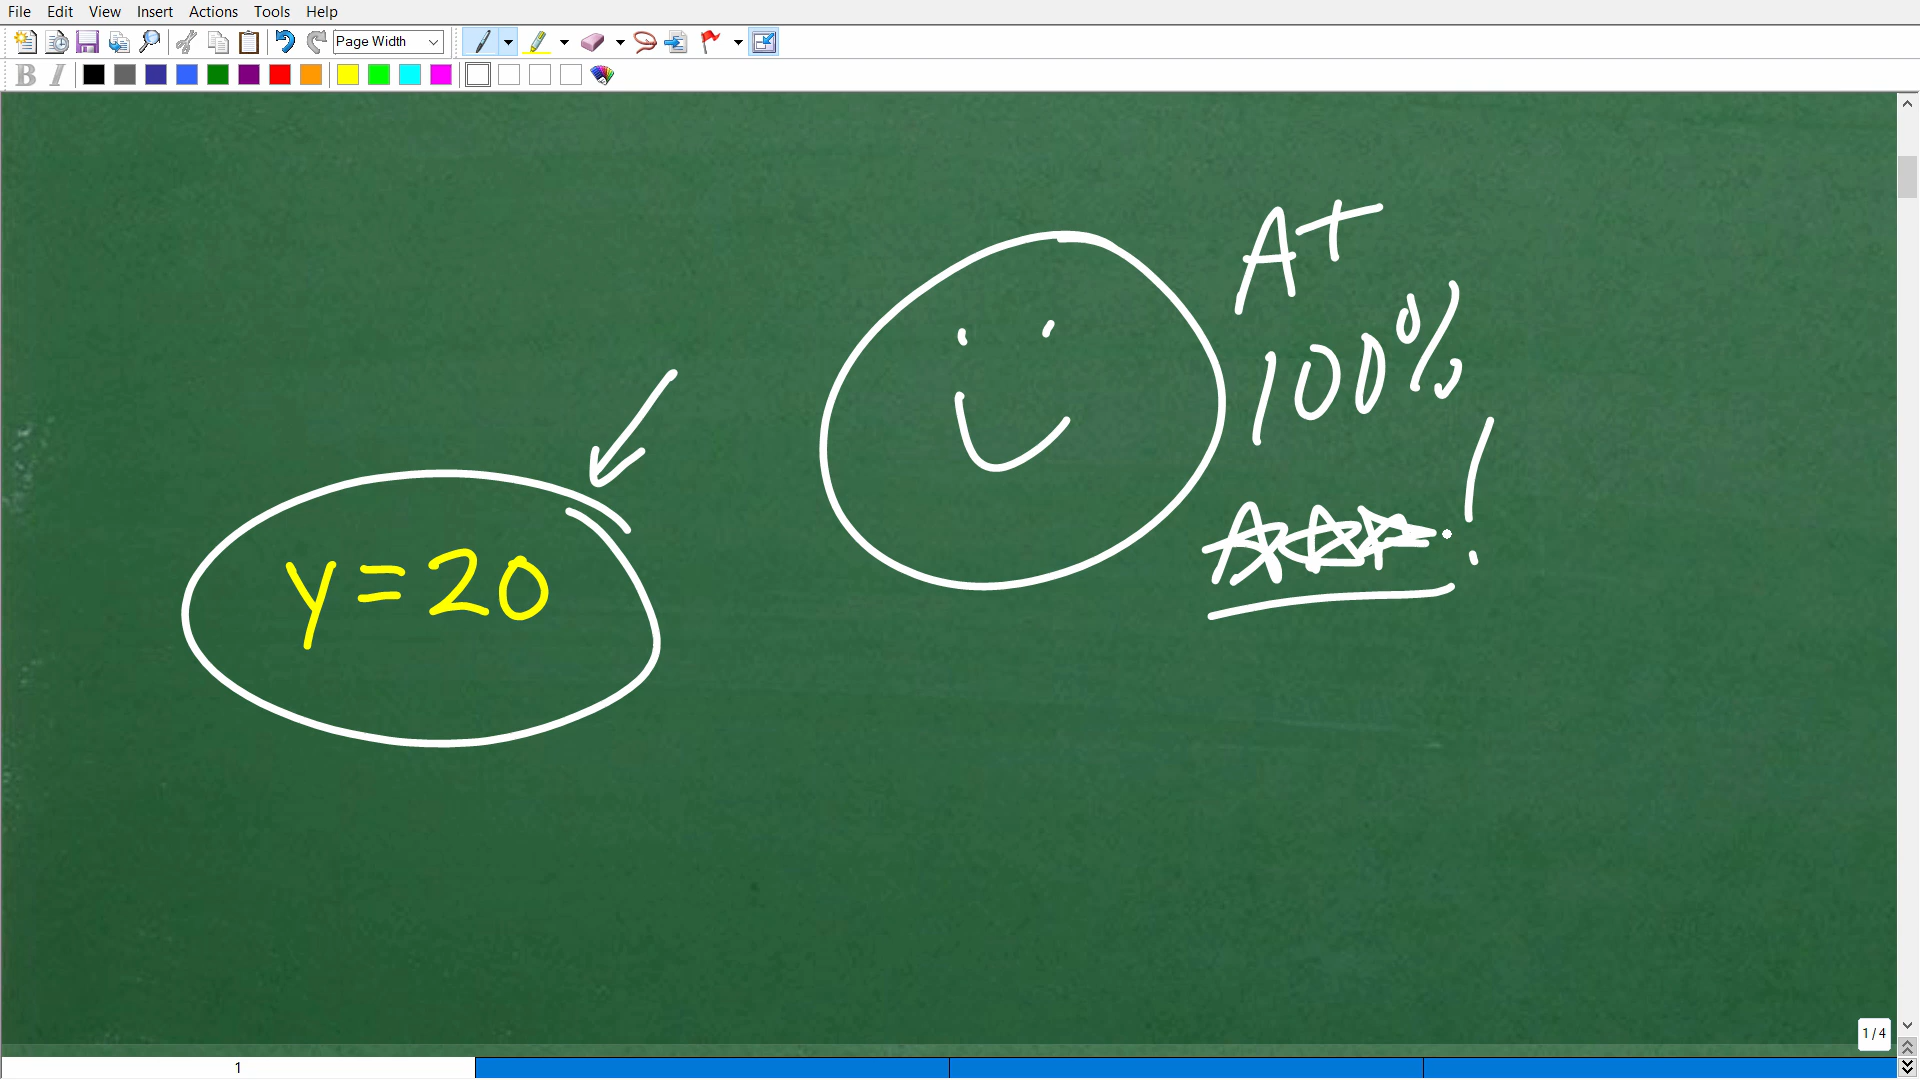 File Edit View Insert Actions Tools Help
Page Width
B I
A+
100%
!
y=20
1/4
1